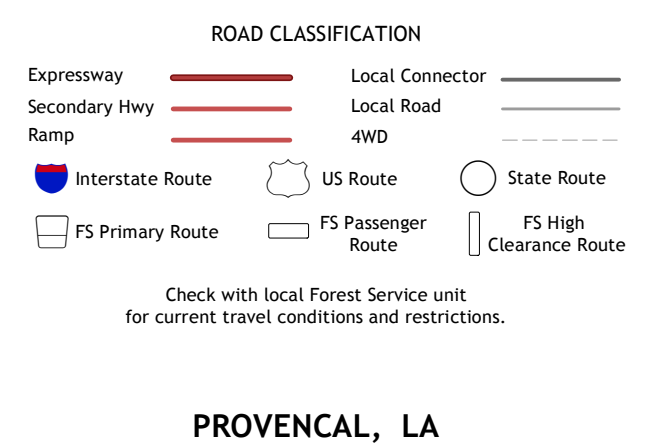 ROAD CLASSIFICATION
Expressway
Local Connector
Secondary Hwy
Local Road
Ramp
4WD
Interstate Route
US Route
State Route
FS Primary Route
FS Passenger
Route
FS High
Clearance Route
Check with local Forest Service unit
for current travel conditions and restrictions.
PROVENCAL, LA